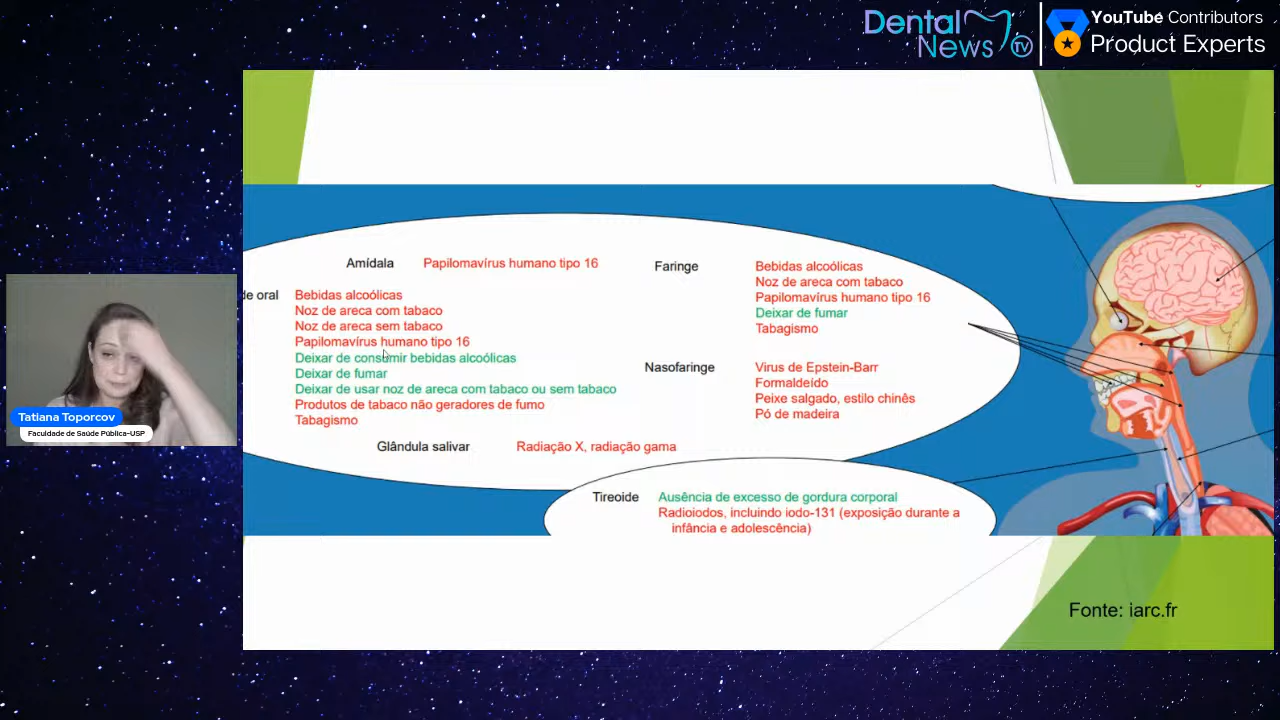 Dental
News TV
YouTube Contributors
Product Experts
Amídala
Papilomavírus humano tipo 16
de oral
Bebidas alcoólicas
Noz de areca com tabaco
Noz de areca sem tabaco
Papilomavírus humano tipo 16
Deixar de consumir bebidas alcoólicas
Deixar de fumar
Deixar de usar noz de areca com tabaco ou sem tabaco
Produtos de tabaco não geradores de fumo
Tabagismo
Glândula salivar
Radiação X, radiação gama
Faringe
Bebidas alcoólicas
Noz de areca com tabaco
Papilomavírus humano tipo 16
Deixar de fumar
Tabagismo
Nasofaringe
Virus de Epstein-Barr
Formaldeído
Peixe salgado, estilo chinês
Pó de madeira
Tireoide
Ausência de excesso de gordura corporal
Radioiodos, incluindo iodo-131 (exposição durante a
infância e adolescência)
Tatiana Toporcov
Faculdade de Saúde Pública-USP
Fonte: iarc.fr